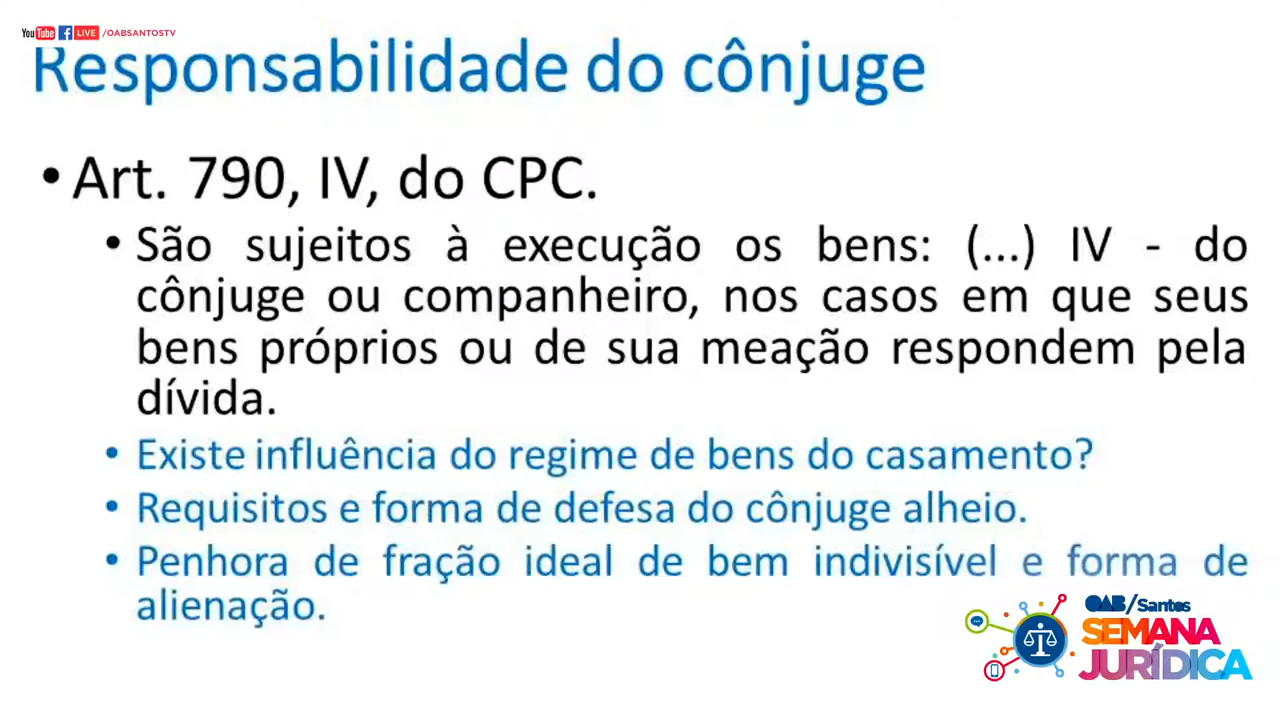 YouTube f LIVE /OABSANTOSTV
Responsabilidade do cônjuge
• Art. 790, IV, do CPC.
• São sujeitos à execução os bens: (...) IV - do
cônjuge ou companheiro, nos casos em que seus
bens próprios ou de sua meação respondem pela
dívida.
• Existe influência do regime de bens do casamento?
• Requisitos e forma de defesa do cônjuge alheio.
• Penhora de fração ideal de bem indivisível e forma de
alienação.
OAB/Santos
SEMANA
JURÍDICA